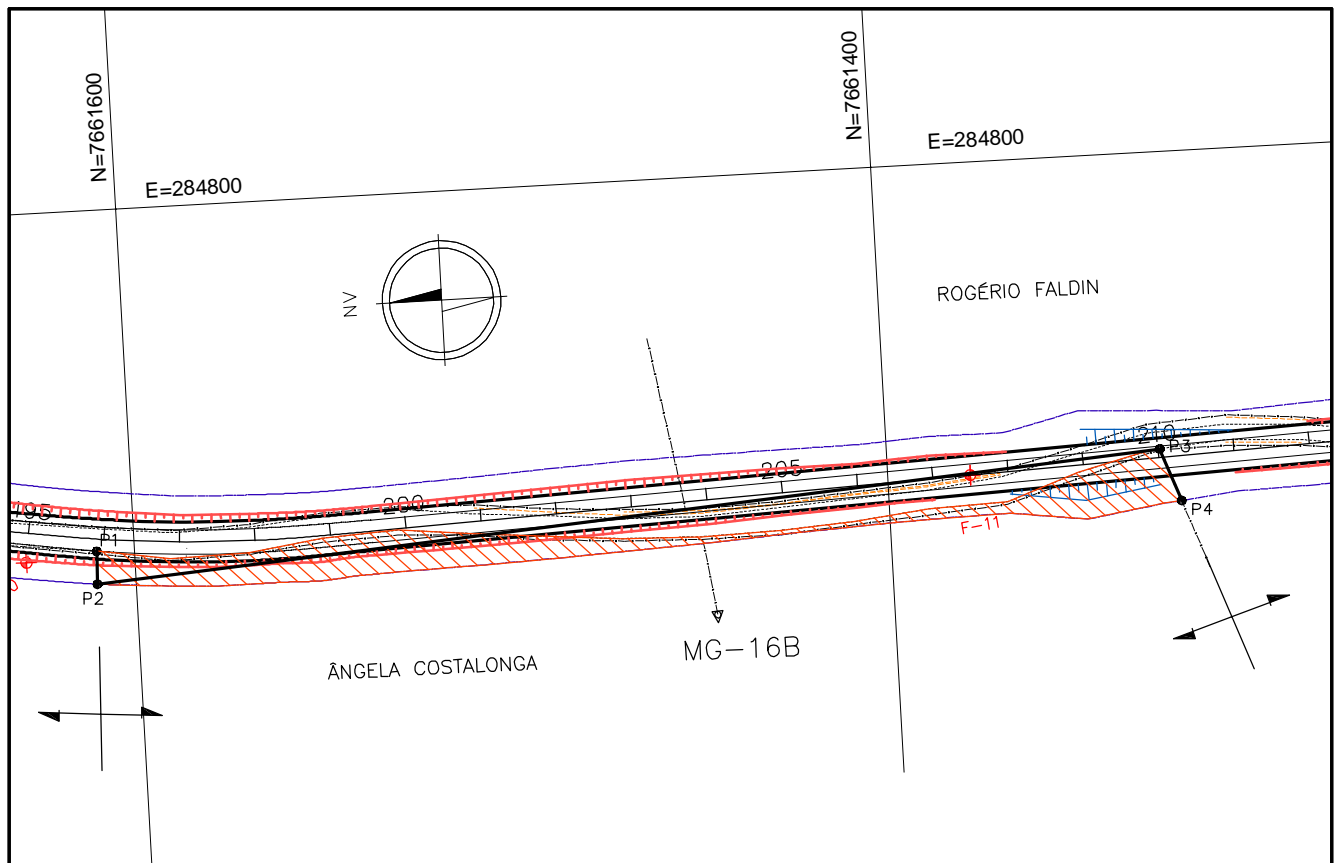 N=7661600
N=7661400
E=284800
E=284800
NV
ROGÉRIO FALDIN
210
P3
205
200
195
P4
F-11
P1
P2
MG-16B
ÂNGELA COSTALONGA